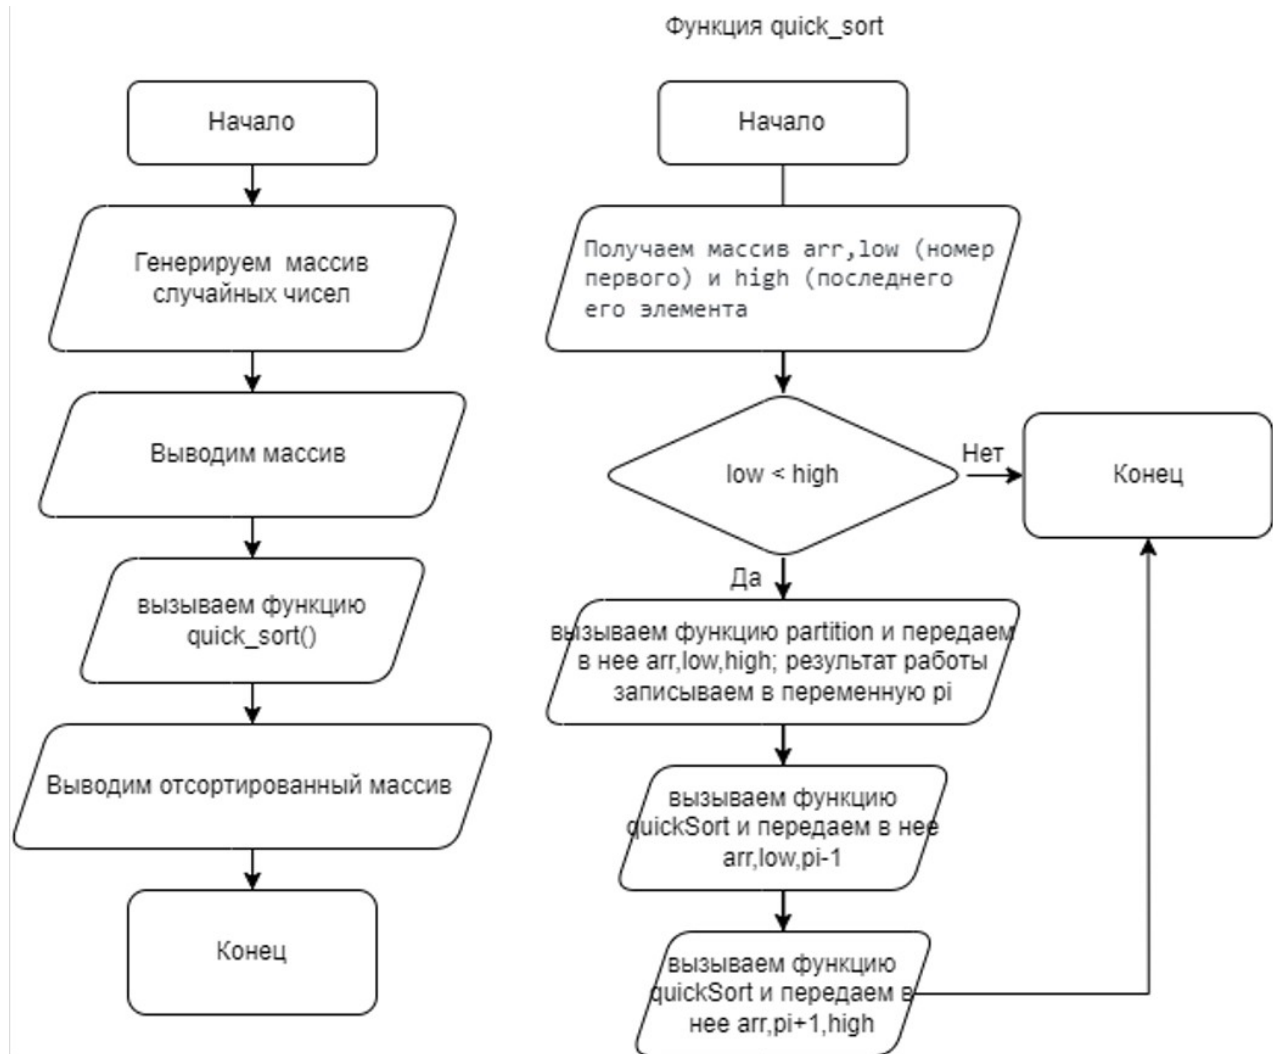 Функция quick_sort
Начало
Генерируем массив
случайных чисел
Выводим массив
вызываем функцию
quick_sort()
Выводим отсортированный массив
Конец
Начало
Получаем массив arr,low (номер
первого) и high (последнего
его элемента
low < high
Нет
Конец
Да
вызываем функцию partition и передаем
в нее arr,low,high; результат работы
записываем в переменную pi
вызываем функцию
quickSort и передаем в нее
arr,low,pi-1
вызываем функцию
quickSort и передаем в
нее arr,pi+1,high